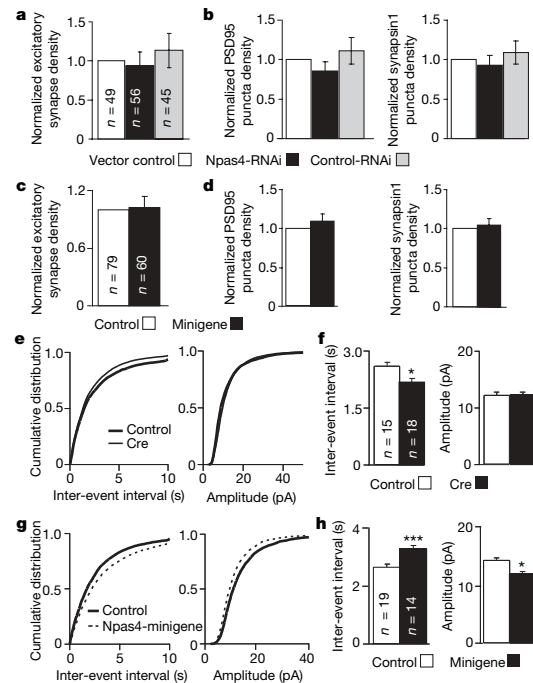 a
Normalized excitatory
synapse density
1.5
1.0
0.5
0
n = 49
n = 56
n = 45
b
Normalized PSD95
puncta density
1.5
1.0
0.5
0
Normalized synapsin1
puncta density
1.5
1.0
0.5
0
Vector control Npas4-RNAi Control-RNAi
c
Normalized excitatory
synapse density
1.2
0.6
0
n = 79
n = 60
d
Normalized PSD95
puncta density
1.5
1.0
0.5
0
Normalized synapsin1
puncta density
1.5
1.0
0.5
0
Control Minigene
e
Cumulative distribution
1.0
0.5
0
Control
Cre
0 5 10
Inter-event interval (s)
1.0
0.5
0
0 20 40
Amplitude (pA)
f
Inter-event interval (s)
3.0
1.5
0
*
n = 15
n = 18
Amplitude (pA)
20
10
0
Control Cre
g
Cumulative distribution
1.0
0.5
0
Control
Npas4-minigene
0 5 10
Inter-event interval (s)
1.0
0.5
0
0 20 40
Amplitude (pA)
h
Inter-event interval (s)
4
2
0
***
n = 19
n = 14
Amplitude (pA)
20
10
0
*
Control Minigene